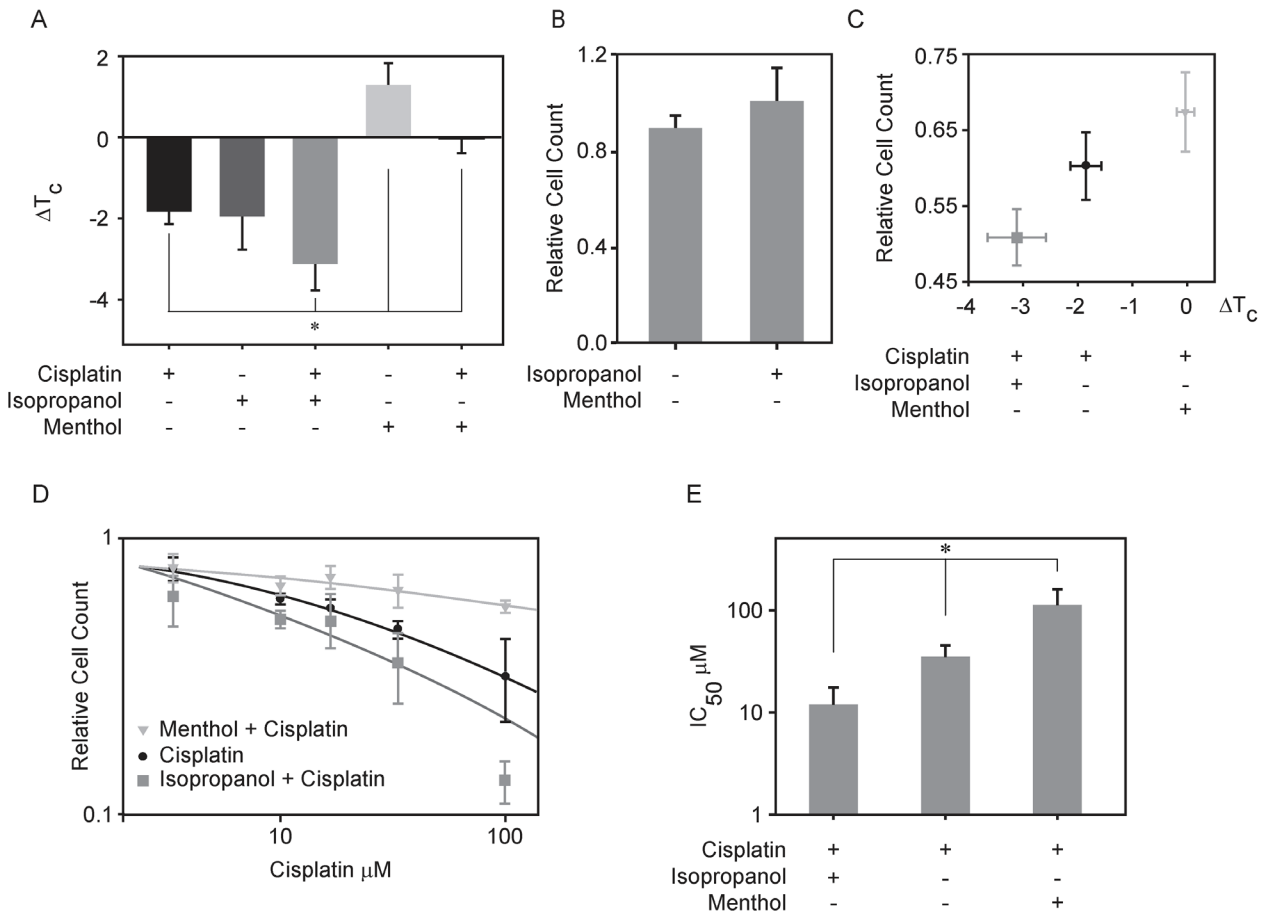 A
2
0
-2
-4
ΔTC
*
Cisplatin + - + - +
Isopropanol - + + - -
Menthol - - - + +
B
1.2
0.8
0.4
0.0
Relative Cell Count
Isopropanol - +
Menthol - -
C
0.75
0.65
0.55
0.45
Relative Cell Count
-4 -3 -2 -1 0 ΔTC
Cisplatin + + +
Isopropanol + - -
Menthol - - +
D
1
0.1
Relative Cell Count
Menthol + Cisplatin
Cisplatin
Isopropanol + Cisplatin
10 100
Cisplatin μM
E
*
100
10
1
IC50 μM
Cisplatin + + +
Isopropanol + - -
Menthol - - +